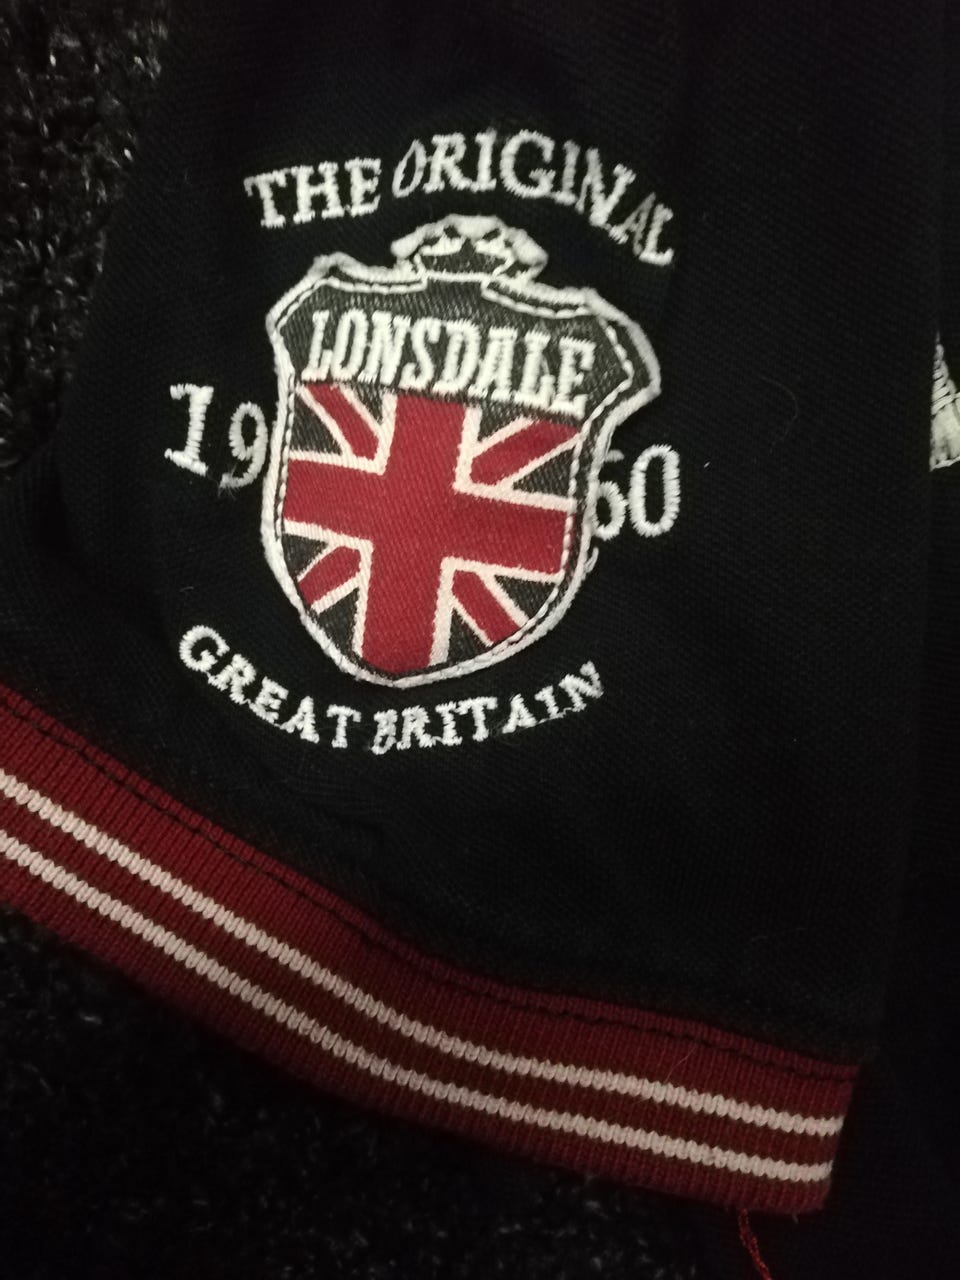 THE ORIGINAL
LONSDALE
19 60
GREAT BRITAIN